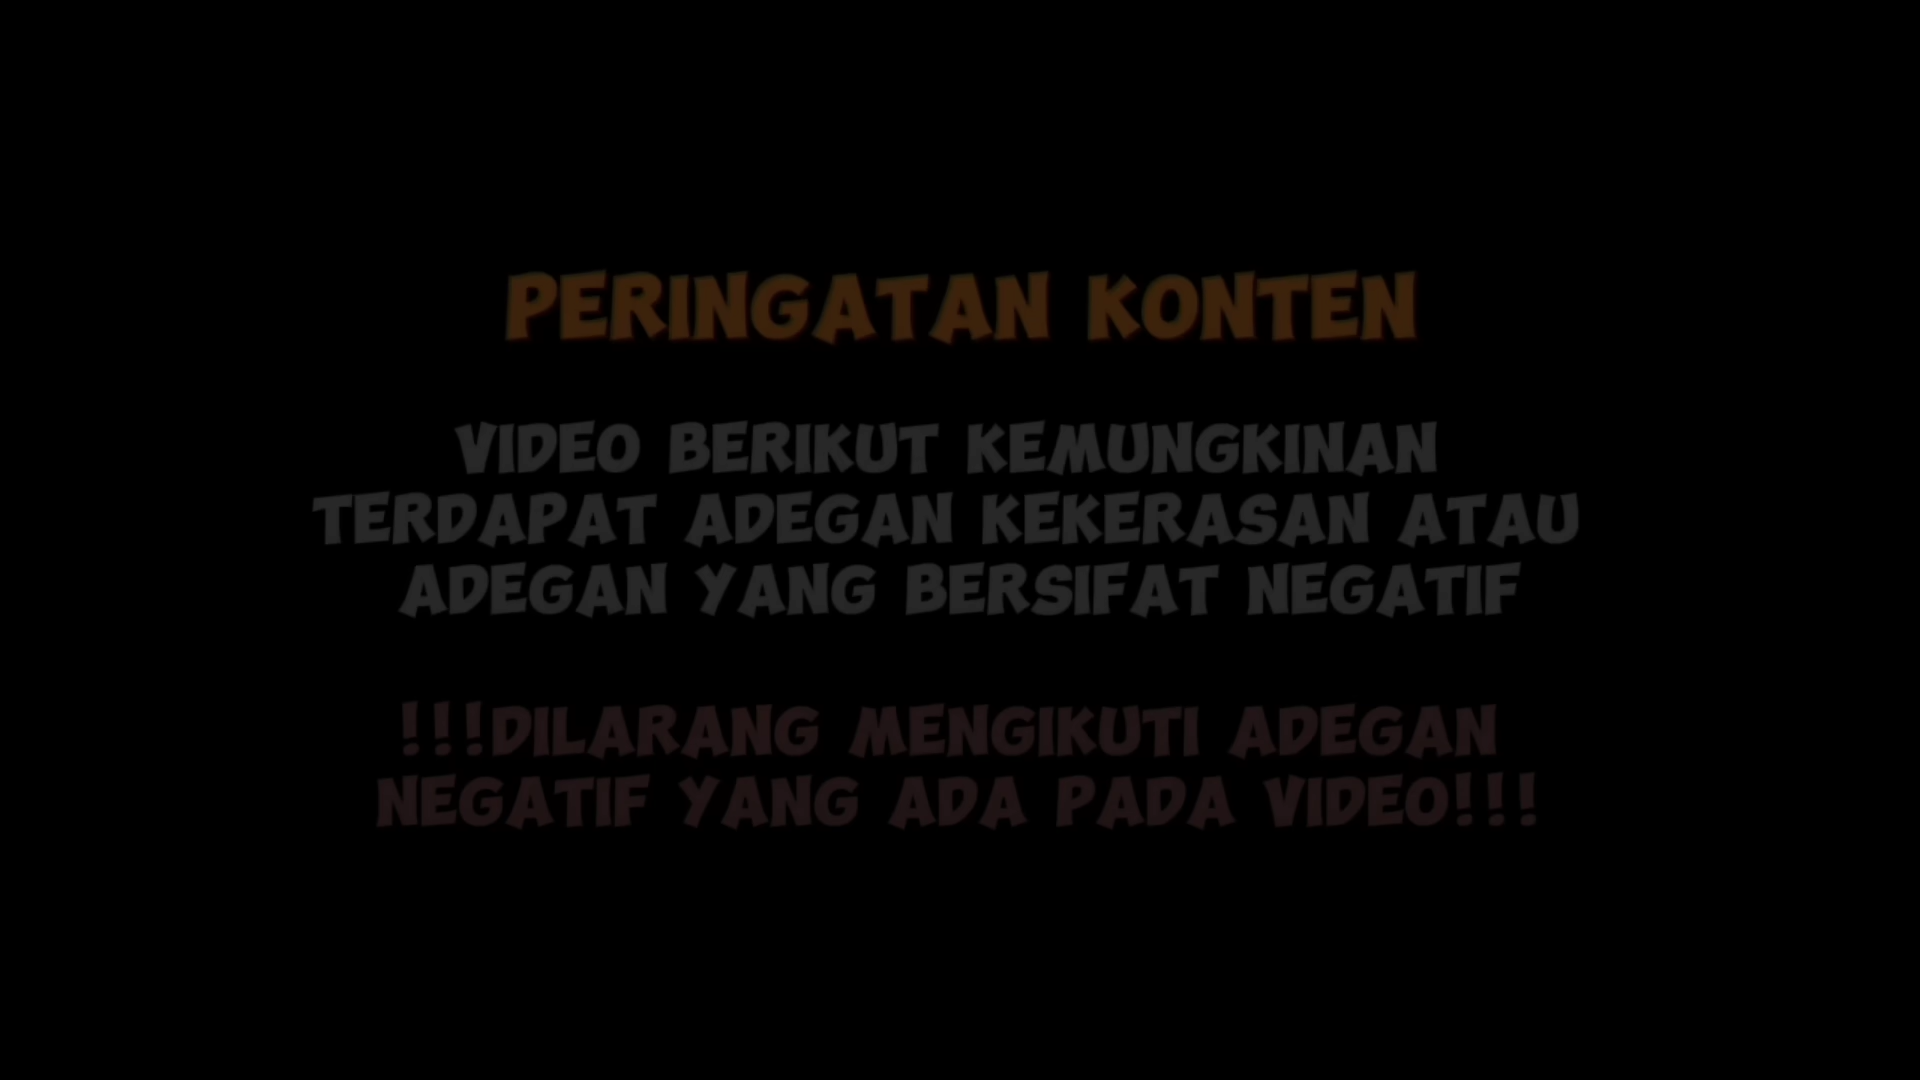 PERINGATAN KONTEN
VIDEO BERIKUT KEMUNGKINAN
TERDAPAT ADEGAN KEKERASAN ATAU
ADEGAN YANG BERSIFAT NEGATIF
!!!DILARANG MENGIKUTI ADEGAN
NEGATIF YANG ADA PADA VIDEO!!!